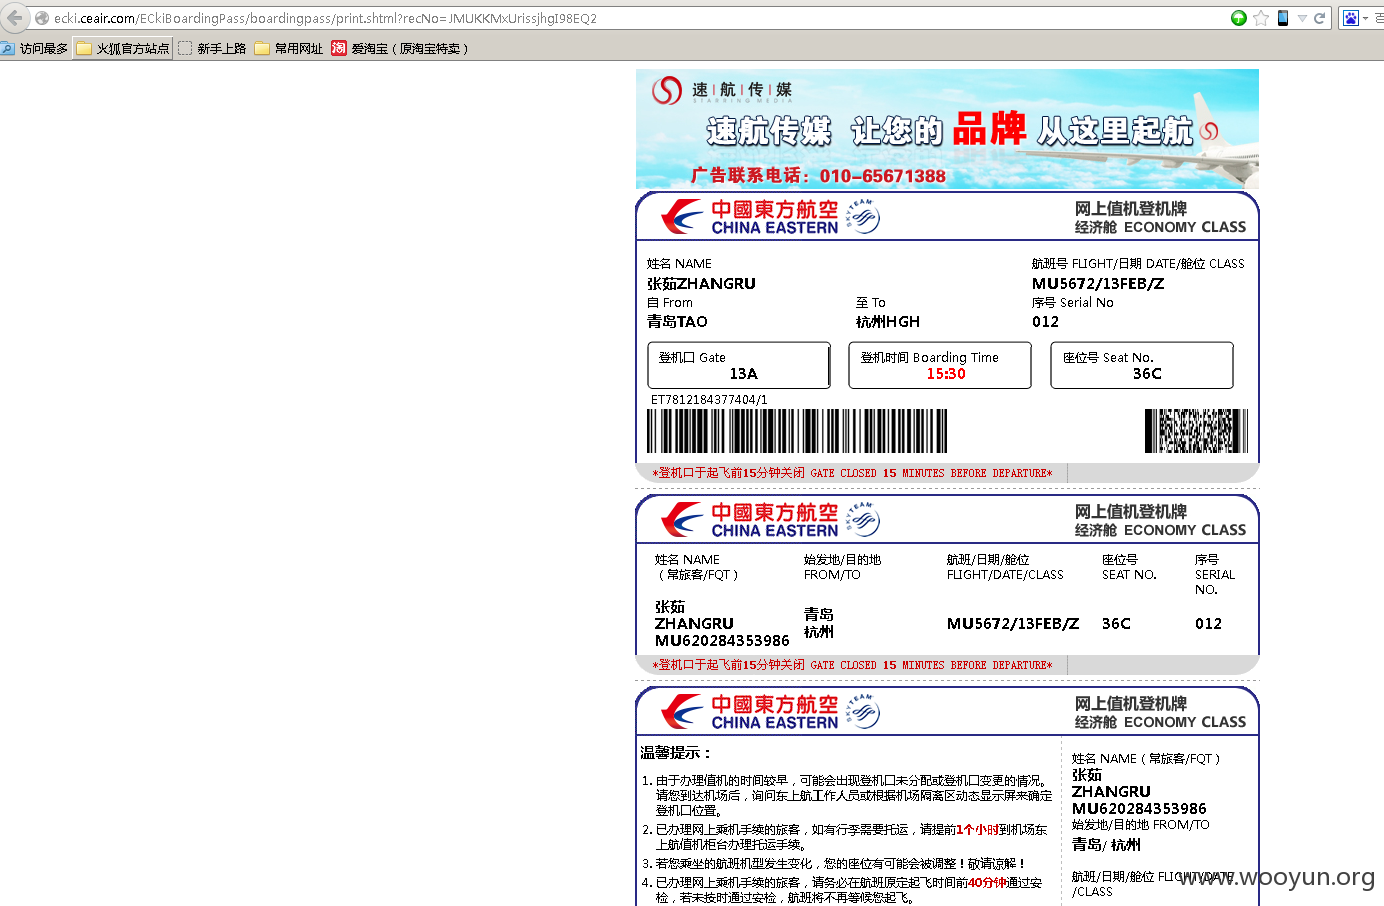 ecki.ceair.com/ECkiBoardingPass/boardingpass/print.shtml?recNo=JMUKKMxUrissjhgI98EQ2
百
访问最多 火狐官方站点 新手上路 常用网址 淘 爱淘宝（原淘宝特卖）
速航传媒
STARRING MEDIA
速航传媒 让您的 品牌 从这里起航
广告联系电话：010-65671388
中國東方航空 CHINA EASTERN SKYTEAM
网上值机登机牌
经济舱 ECONOMY CLASS
姓名 NAME 航班号 FLIGHT/日期 DATE/舱位 CLASS
张茹ZHANGRU MU5672/13FEB/Z
自 From 至 To 序号 Serial No
青岛TAO 杭州HGH 012
登机口 Gate 登机时间 Boarding Time 座位号 Seat No.
13A 15:30 36C
ET7812184377404/1
*登机口于起飞前15分钟关闭 GATE CLOSED 15 MINUTES BEFORE DEPARTURE*
中國東方航空 CHINA EASTERN SKYTEAM
网上值机登机牌
经济舱 ECONOMY CLASS
姓名 NAME 始发地/目的地 航班/日期/舱位 座位号 序号
（常旅客/FQT） FROM/TO FLIGHT/DATE/CLASS SEAT NO. SERIAL
NO.
张茹 青岛
ZHANGRU 杭州 MU5672/13FEB/Z 36C 012
MU620284353986
*登机口于起飞前15分钟关闭 GATE CLOSED 15 MINUTES BEFORE DEPARTURE*
中國東方航空 CHINA EASTERN SKYTEAM
网上值机登机牌
经济舱 ECONOMY CLASS
温馨提示：
1. 由于办理值机的时间较早，可能会出现登机口未分配或登机口变更的情况。
请您到达机场后，询问东上航工作人员或根据机场隔离区动态显示屏来确定
登机口位置。
2. 已办理网上乘机手续的旅客，如有行李需要托运，请提前1个小时到机场东
上航值机柜台办理托运手续。
3. 若您乘坐的航班机型发生变化，您的座位有可能会被调整！敬请谅解！
4. 已办理网上乘机手续的旅客，请务必在航班原定起飞时间前40分钟通过安
检，若未按时通过安检，航班将不再等候您起飞。
姓名 NAME（常旅客/FQT）
张茹
ZHANGRU
MU620284353986
始发地/目的地 FROM/TO
青岛/ 杭州
航班/日期/舱位 FLIGHT/DATE
/CLASS
www.wooyun.org